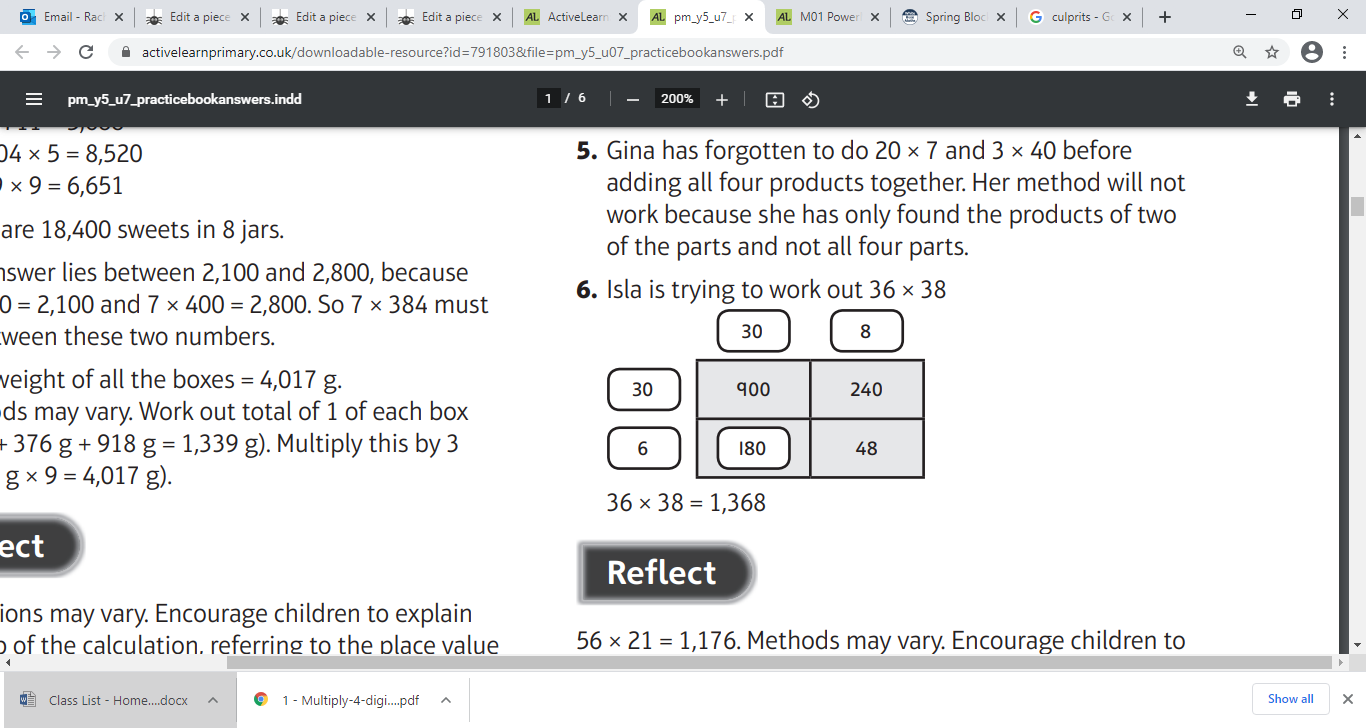 Email - Rac
Edit a piece
Edit a piece
Edit a piece
ActiveLearn
pm_y5_u7_
M01 Power
Spring Bloc
culprits - Go
activelearnprimary.co.uk/downloadable-resource?id=791803&file=pm_y5_u07_practicebookanswers.pdf
pm_y5_u7_practicebookanswers.indd
1 / 6
200%
04 × 5 = 8,520
× 9 = 6,651
are 18,400 sweets in 8 jars.
nswer lies between 2,100 and 2,800, because
0 = 2,100 and 7 × 400 = 2,800. So 7 × 384 must
tween these two numbers.
weight of all the boxes = 4,017 g.
ds may vary. Work out total of 1 of each box
+ 376 g + 918 g = 1,339 g). Multiply this by 3
g × 9 = 4,017 g).
ect
ions may vary. Encourage children to explain
p of the calculation, referring to the place value
5. Gina has forgotten to do 20 × 7 and 3 × 40 before
adding all four products together. Her method will not
work because she has only found the products of two
of the parts and not all four parts.
6. Isla is trying to work out 36 × 38
30 8
30 900 240
6 180 48
36 × 38 = 1,368
Reflect
56 × 21 = 1,176. Methods may vary. Encourage children to
Class List - Home....docx
1 - Multiply-4-digi....pdf
Show all